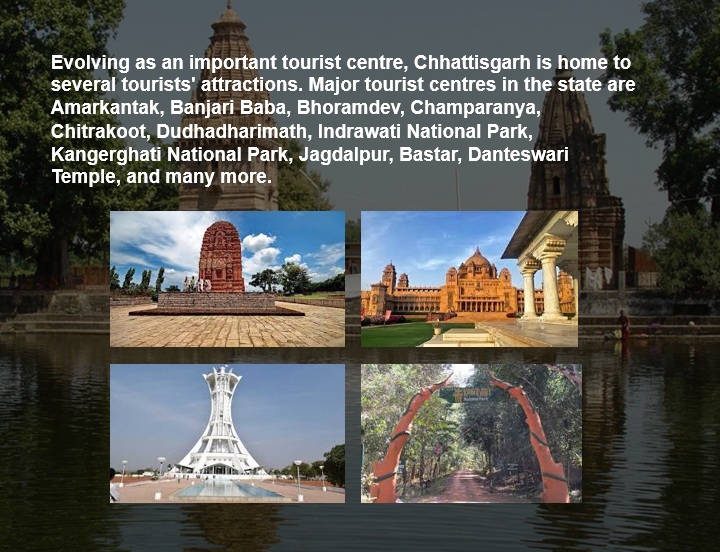 Evolving as an important tourist centre, Chhattisgarh is home to
several tourists' attractions. Major tourist centres in the state are
Amarkantak, Banjari Baba, Bhoramdev, Champaranya,
Chitrakoot, Dudhadharimath, Indrawati National Park,
Kangerghati National Park, Jagdalpur, Bastar, Danteswari
Temple, and many more.
National Park